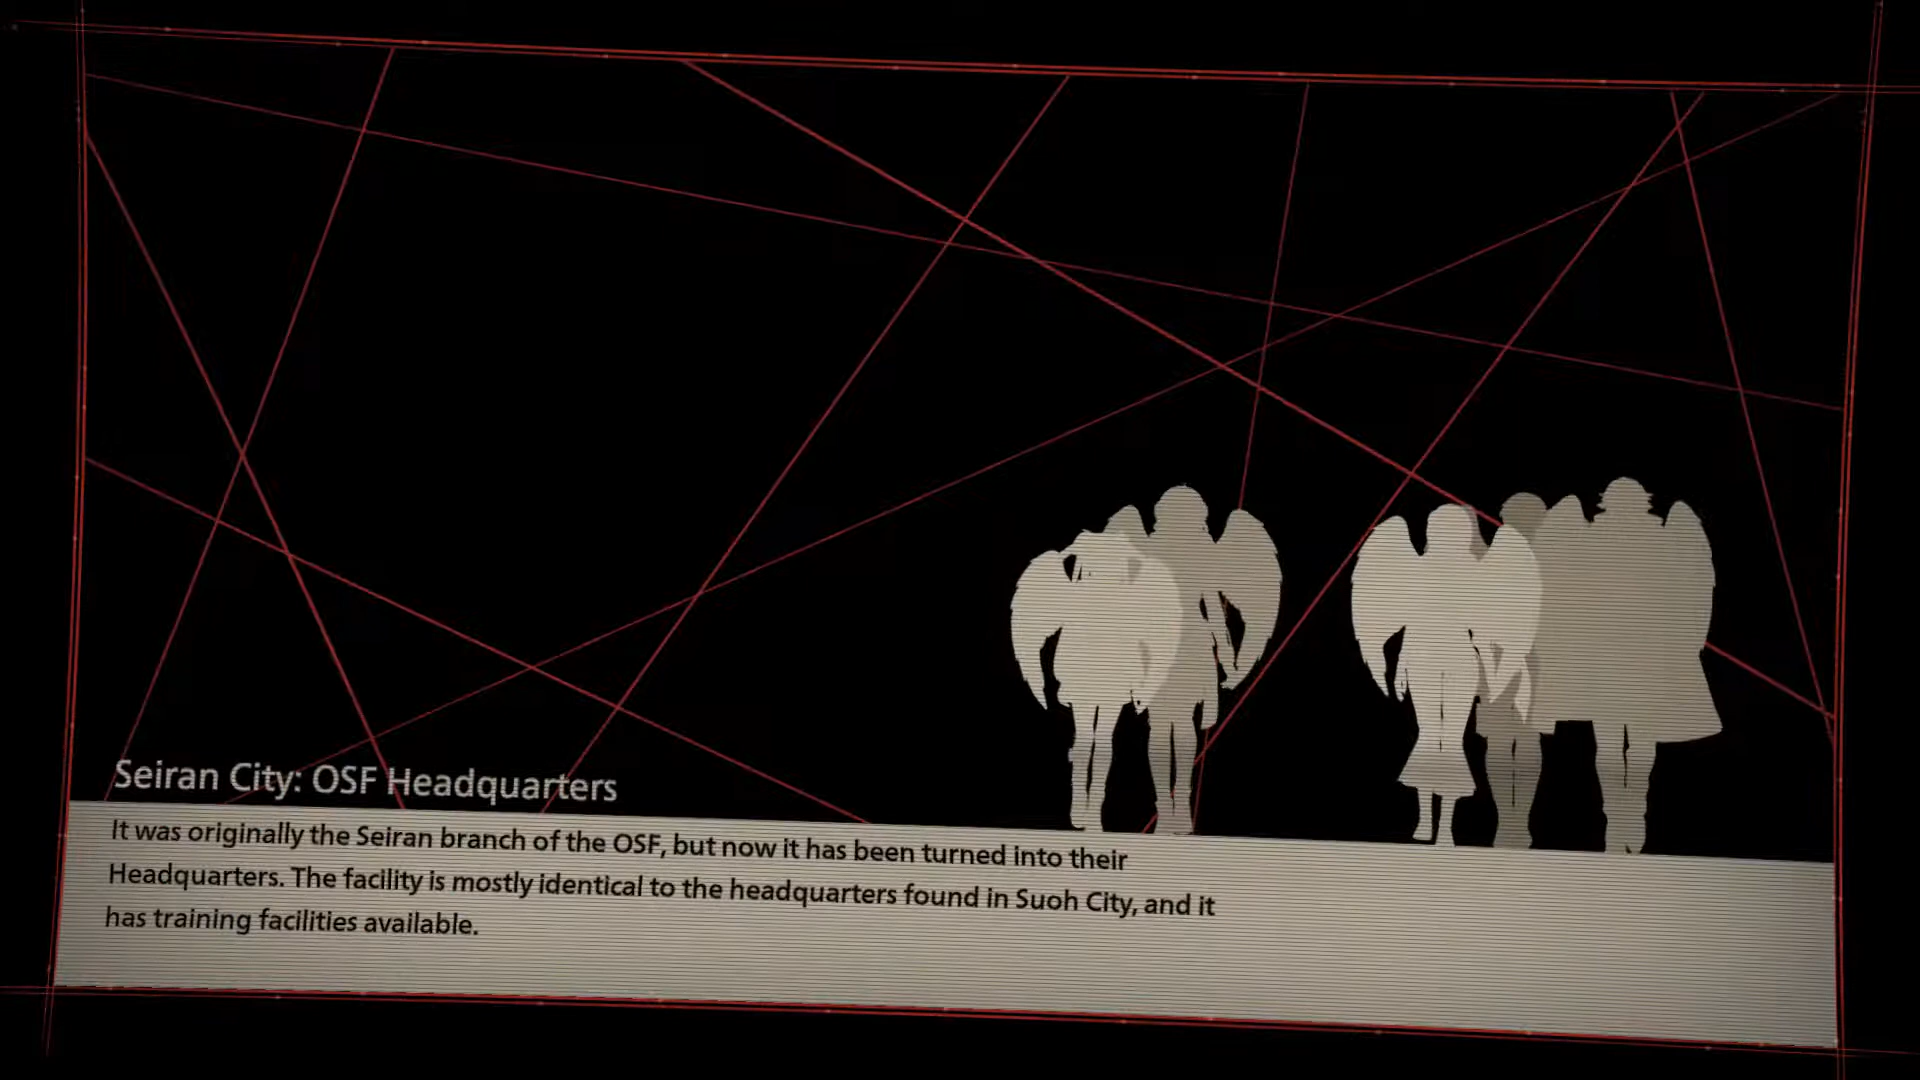 Seiran City: OSF Headquarters
It was originally the Seiran branch of the OSF, but now it has been turned into their
Headquarters. The facility is mostly identical to the headquarters found in Suoh City, and it
has training facilities available.